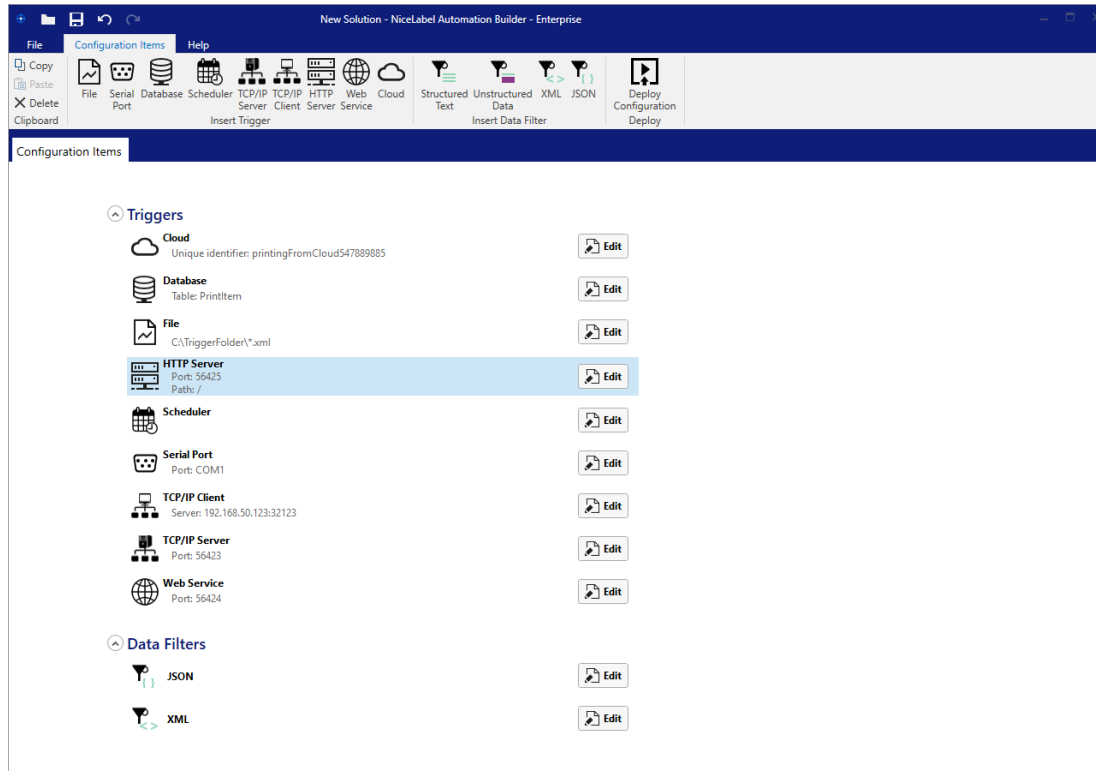 New Solution - NiceLabel Automation Builder - Enterprise
File Configuration Items Help
Copy
Paste
Delete
Clipboard
File Serial Port Database Scheduler TCP/IP Server TCP/IP Client HTTP Server Web Service Cloud
Insert Trigger
Structured Text Unstructured Data XML JSON
Insert Data Filter
Deploy Configuration
Deploy
Configuration Items
Triggers
Cloud
Unique identifier: printingFromCloud547889885
Edit
Database
Table: PrintItem
Edit
File
C:\TriggerFolder\*.xml
Edit
HTTP Server
Port: 56425
Path: /
Edit
Scheduler
Edit
Serial Port
Port: COM1
Edit
TCP/IP Client
Server: 192.168.50.123:32123
Edit
TCP/IP Server
Port: 56423
Edit
Web Service
Port: 56424
Edit
Data Filters
JSON
Edit
XML
Edit